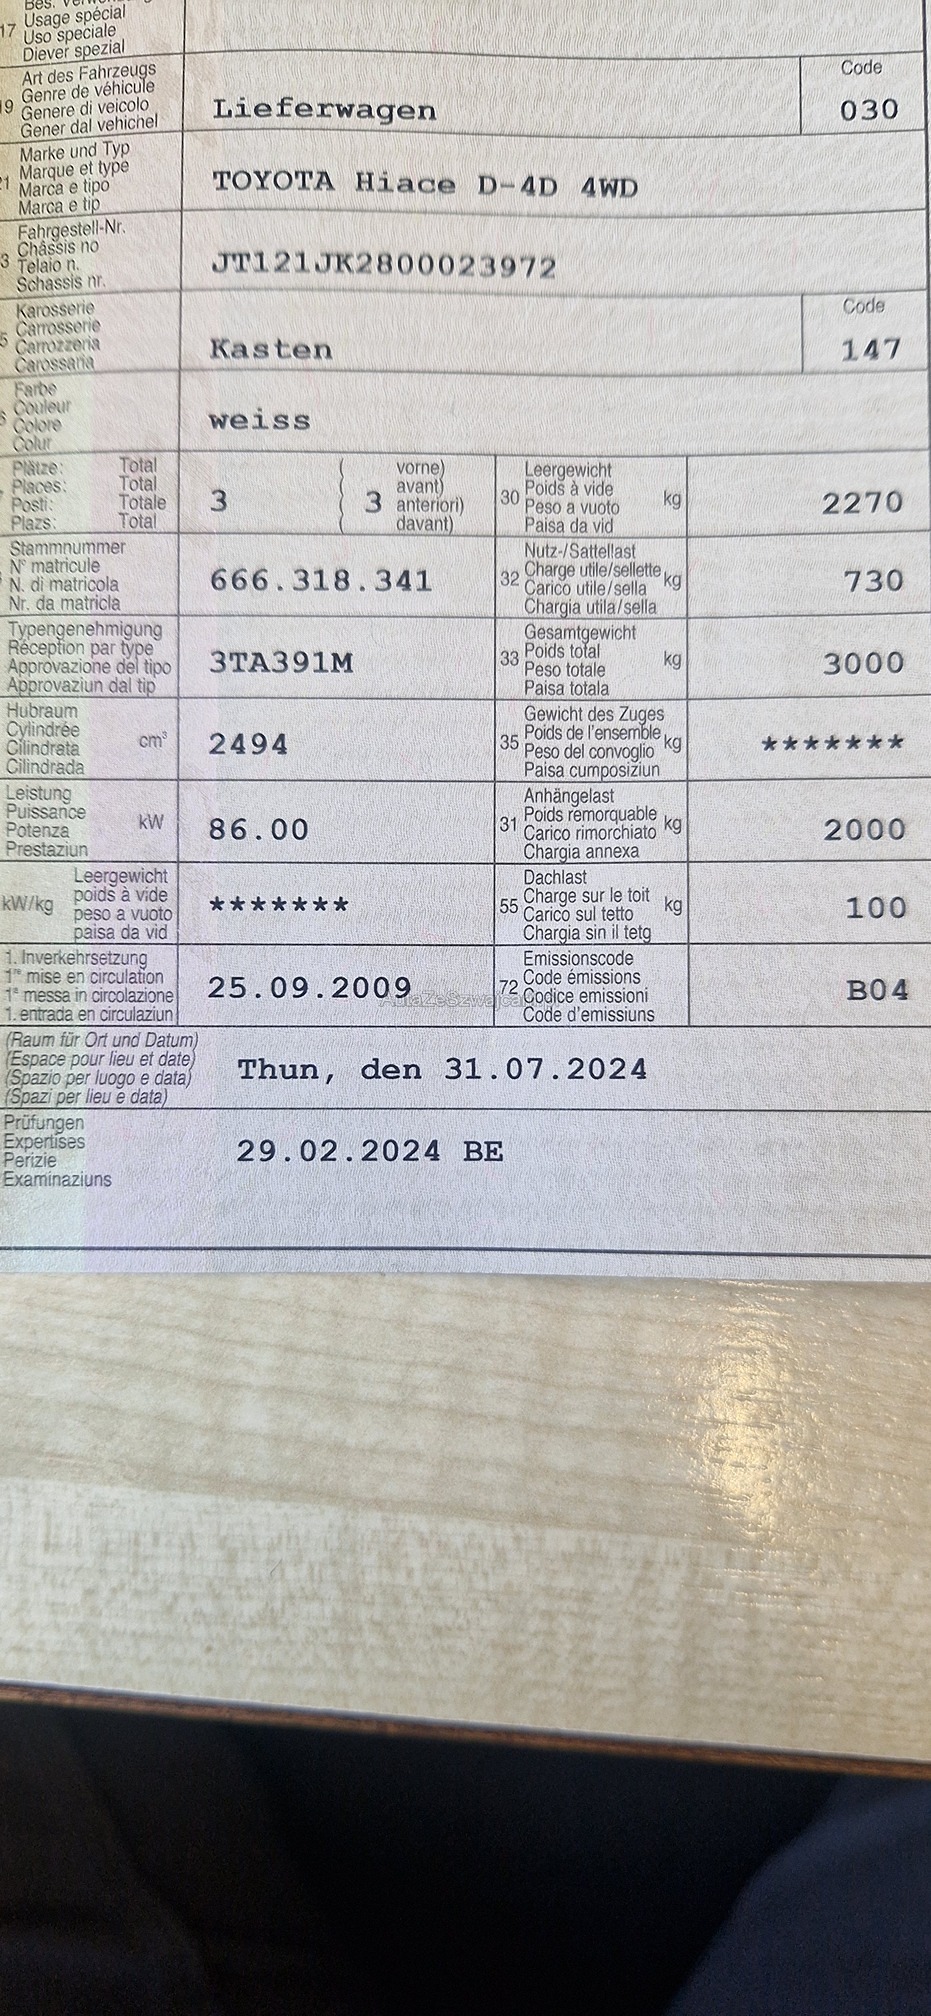 17 Usage spécial
Uso speciale
Diever spezial
Art des Fahrzeugs
19 Genre de véhicule
Genere di veicolo
Gener dal vehichel
Lieferwagen
Code
030
Marke und Typ
Marque et type
Marca e tipo
Marca e tip
TOYOTA Hiace D-4D 4WD
Fahrgestell-Nr.
Châssis no
3 Telaio n.
Schassis nr.
JT121JK2800023972
Karosserie
Carrosserie
5 Carrozzeria
Carossaria
Kasten
Code
147
Farbe
Couleur
Colore
Colur
weiss
Plätze: Total
Places: Total
Posti: Totale
Plazs: Total
3
( vorne)
( avant)
3 anteriori)
( davant)
Leergewicht
30 Poids à vide kg
Peso a vuoto
Paisa da vid
2270
Stammnummer
N° matricule
N. di matricola
Nr. da matricla
666.318.341
Nutz-/Sattellast
32 Charge utile/sellette kg
Carico utile/sella
Chargia utila/sella
730
Typengenehmigung
Réception par type
Approvazione del tipo
Approvaziun dal tip
3TA391M
Gesamtgewicht
33 Poids total kg
Peso totale
Paisa totala
3000
Hubraum
Cylindrée
Cilindrata cm³
Cilindrada
2494
Gewicht des Zuges
35 Poids de l'ensemble kg
Peso del convoglio
Paisa cumposiziun
*******
Leistung
Puissance kW
Potenza
Prestaziun
86.00
Anhängelast
31 Poids remorquable kg
Carico rimorchiato
Chargia annexa
2000
Leergewicht
kW/kg poids à vide
peso a vuoto
paisa da vid
*******
Dachlast
55 Charge sur le toit kg
Carico sul tetto
Chargia sin il tetg
100
1. Inverkehrsetzung
1re mise en circulation
1a messa in circolazione
1. entrada en circulaziun
25.09.2009
Emissionscode
72 Code émissions
Codice emissioni
Code d'emissiuns
B04
(Raum für Ort und Datum)
(Espace pour lieu et date)
(Spazio per luogo e data)
(Spazi per lieu e data)
Thun, den 31.07.2024
Prüfungen
Expertises
Perizie
Examinaziuns
29.02.2024 BE